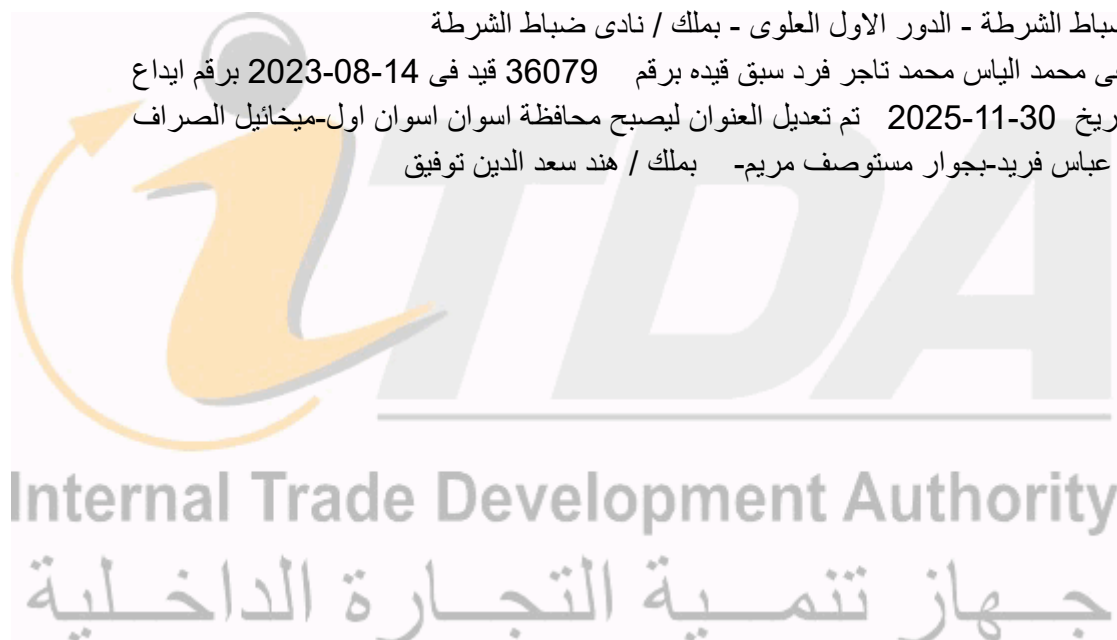 ضباط الشرطة - الدور الاول العلوى - بملك / نادى ضباط الشرطة
محمد الياس محمد تاجر فرد سبق قيده برقم 36079 قيد فى 14-08-2023 برقم ايداع
30-11-2025 تم تعديل العنوان ليصبح محافظة اسوان اسوان اول-ميخائيل الصراف
عباس فريد-بجوار مستوصف مريم- بملك / هند سعد الدين توفيق
iTDA
Internal Trade Development Authority
جهاز تنمية التجارة الداخلية